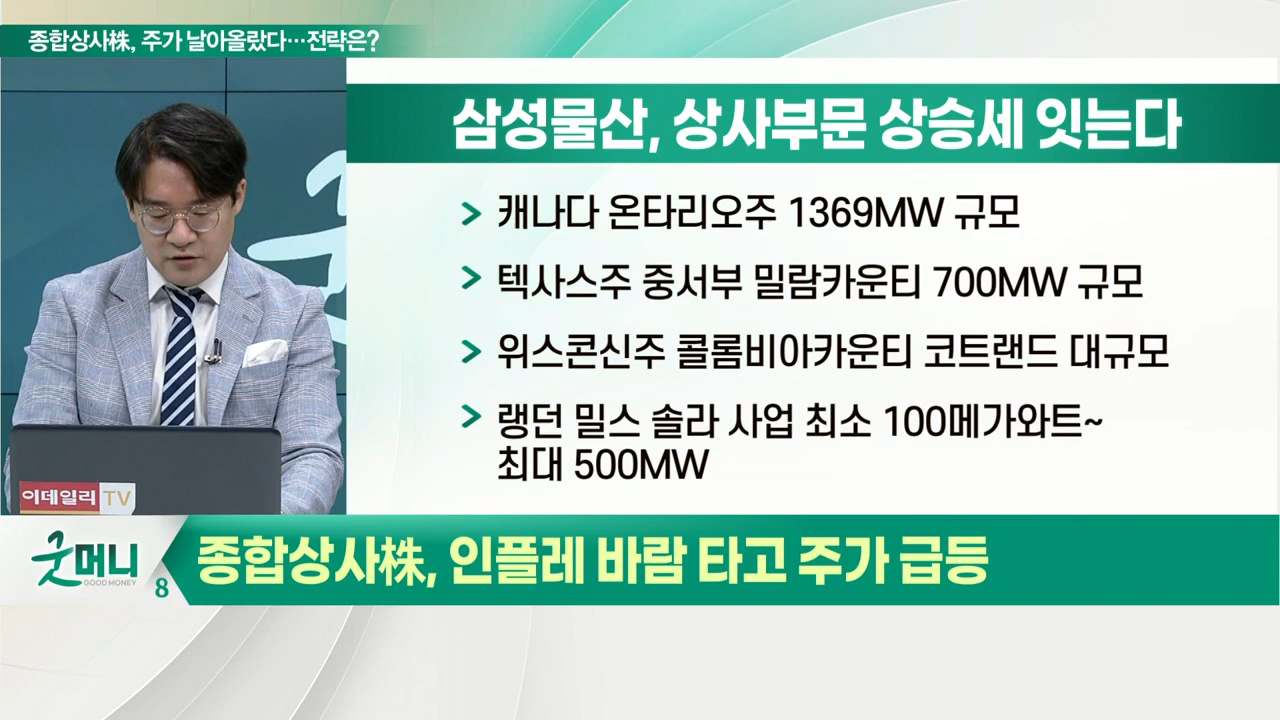 종합상사株, 주가 날아올랐다…전략은?
삼성물산, 상사부문 상승세 잇는다
> 캐나다 온타리오주 1369MW 규모
> 텍사스주 중서부 밀람카운티 700MW 규모
> 위스콘신주 콜롬비아카운티 코트랜드 대규모
> 랭던 밀스 솔라 사업 최소 100메가와트~
최대 500MW
이데일리 TV
굿머니
GOOD MONEY
8
종합상사株, 인플레 바람 타고 주가 급등